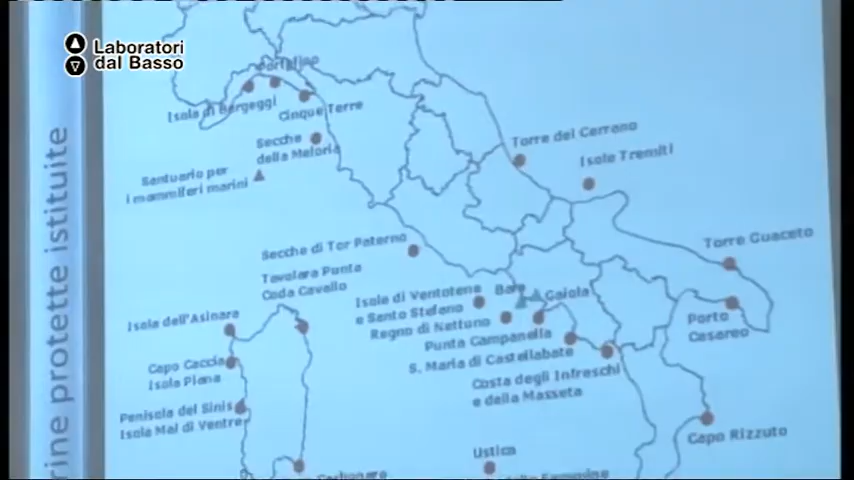 Laboratori
dal Basso
rine protette istituite
Portofino
Isola di Bergeggi
Cinque Terre
Secche
della Meloria
Santuario per
i mammiferi marini
Torre del Cerrano
Isole Tremiti
Secche di Tor Paterno
Torre Guaceto
Tavolara Punta
Coda Cavallo
Isole di Ventotene
e Santo Stefano
Gaiola
Isola dell'Asinara
Regno di Nettuno
Porto
Cesareo
Punta Campanella
S. Maria di Castellabate
Capo Caccia
Isola Piana
Costa degli Infreschi
e della Masseta
Penisola del Sinis
Isola Mal di Ventre
Capo Rizzuto
Ustica